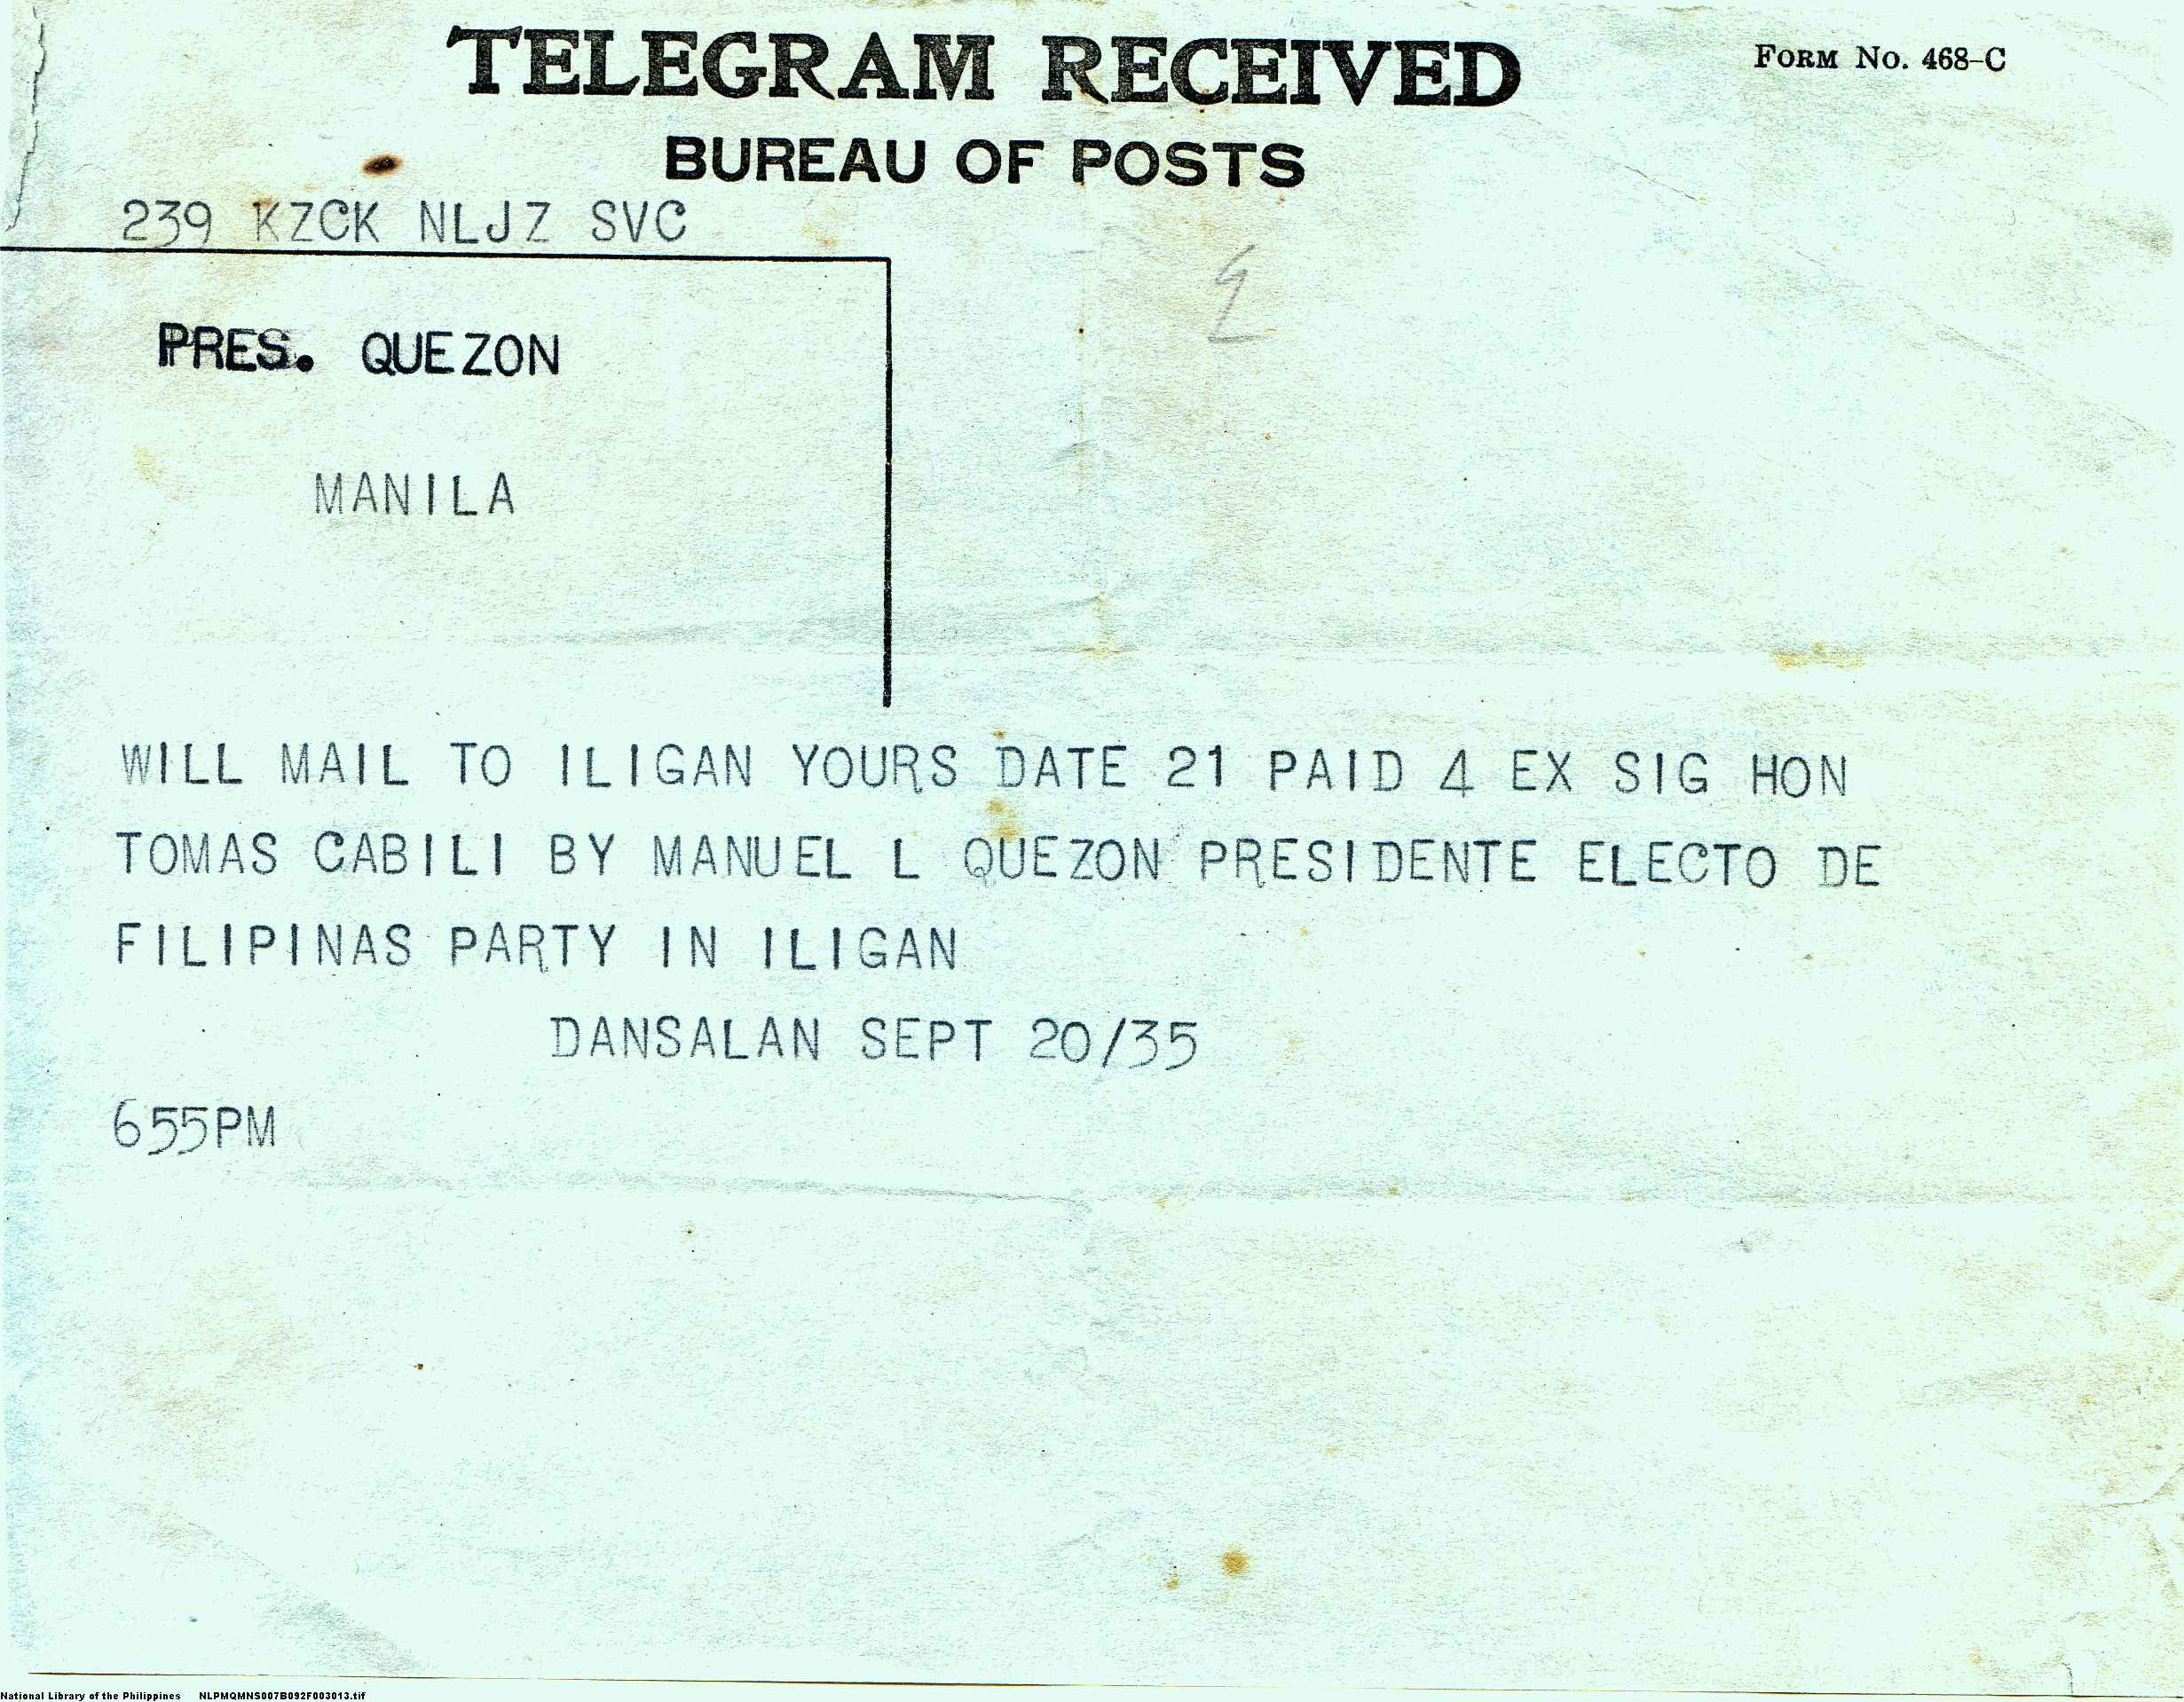 TELEGRAM RECEIVED
FORM NO. 468-C
BUREAU OF POSTS
239 KZCK NLJZ SVC
PRES. QUEZON
MANILA
WILL MAIL TO ILIGAN YOURS DATE 21 PAID 4 EX SIG HON
TOMAS CABILI BY MANUEL L QUEZON PRESIDENTE ELECTO DE
FILIPINAS PARTY IN ILIGAN
DANSALAN SEPT 20/35
655PM
National Library of the Philippines NLPMQMNS007B092F003013.tif